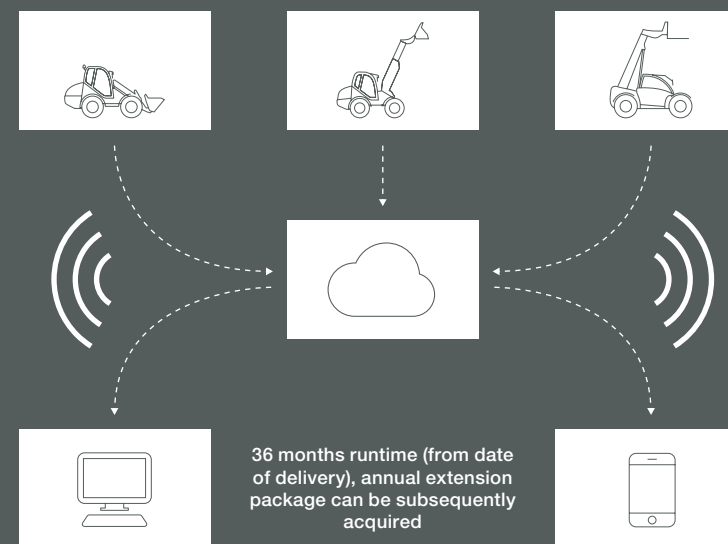 36 months runtime (from date
of delivery), annual extension
package can be subsequently
acquired